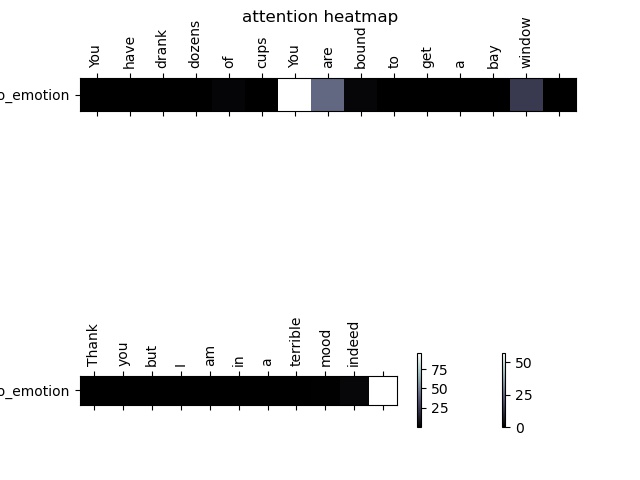 attention heatmap
You have drank dozens of cups You are bound to get a bay window
o_emotion
Thank you but I am in a terrible mood indeed
o_emotion
75
50
25
50
25
0